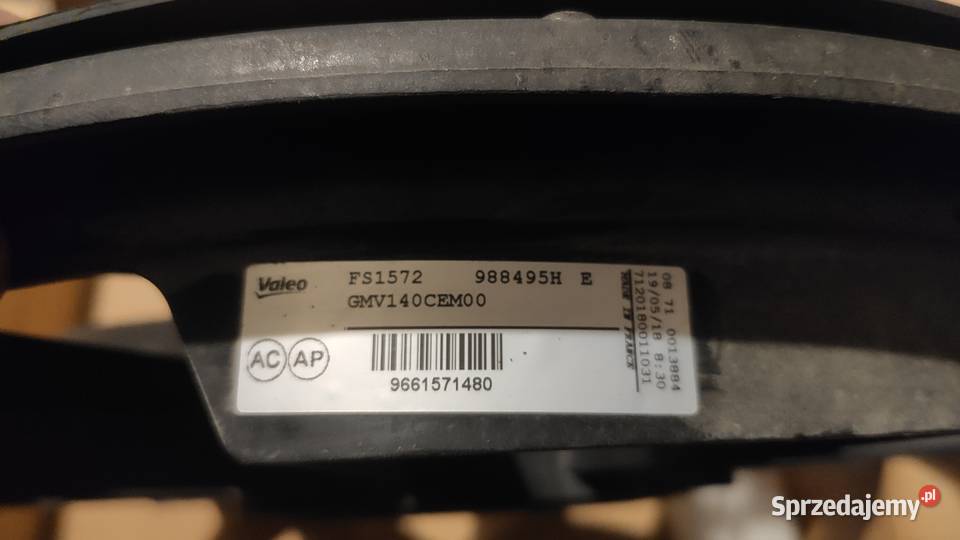 Valeo FS1572 988495H E
GMV140CEM00
AC AP
9661571480
MADE IN FRANCE
7120180011031
19/05/18 8:30
08 71 0013884
Sprzedajemy.pl